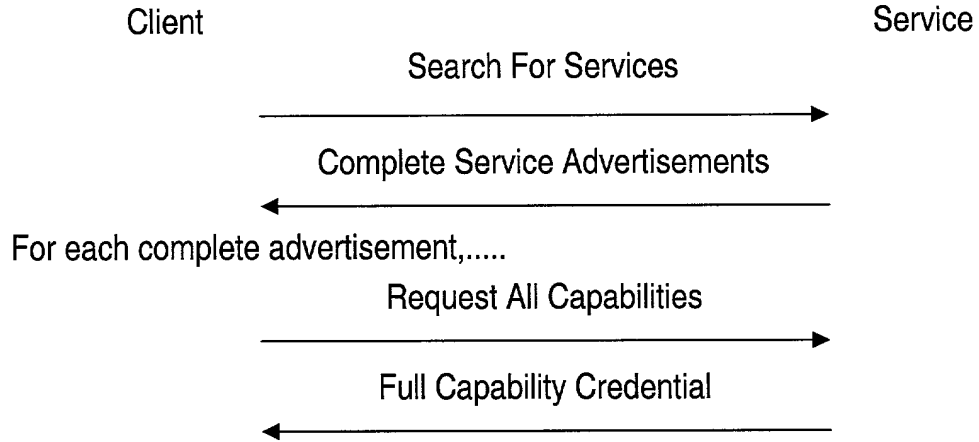 Client
Service
Search For Services
Complete Service Advertisements
For each complete advertisement,.....
Request All Capabilities
Full Capability Credential